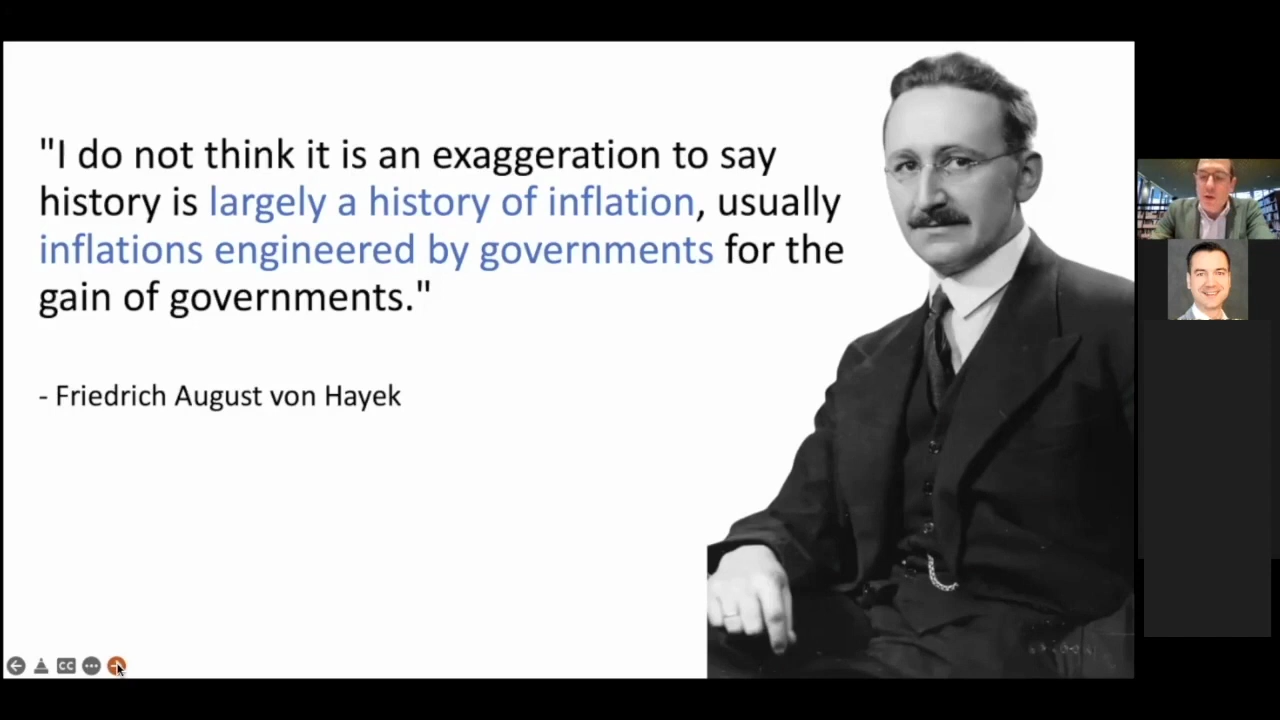 "I do not think it is an exaggeration to say
history is largely a history of inflation, usually
inflations engineered by governments for the
gain of governments."
- Friedrich August von Hayek
CC